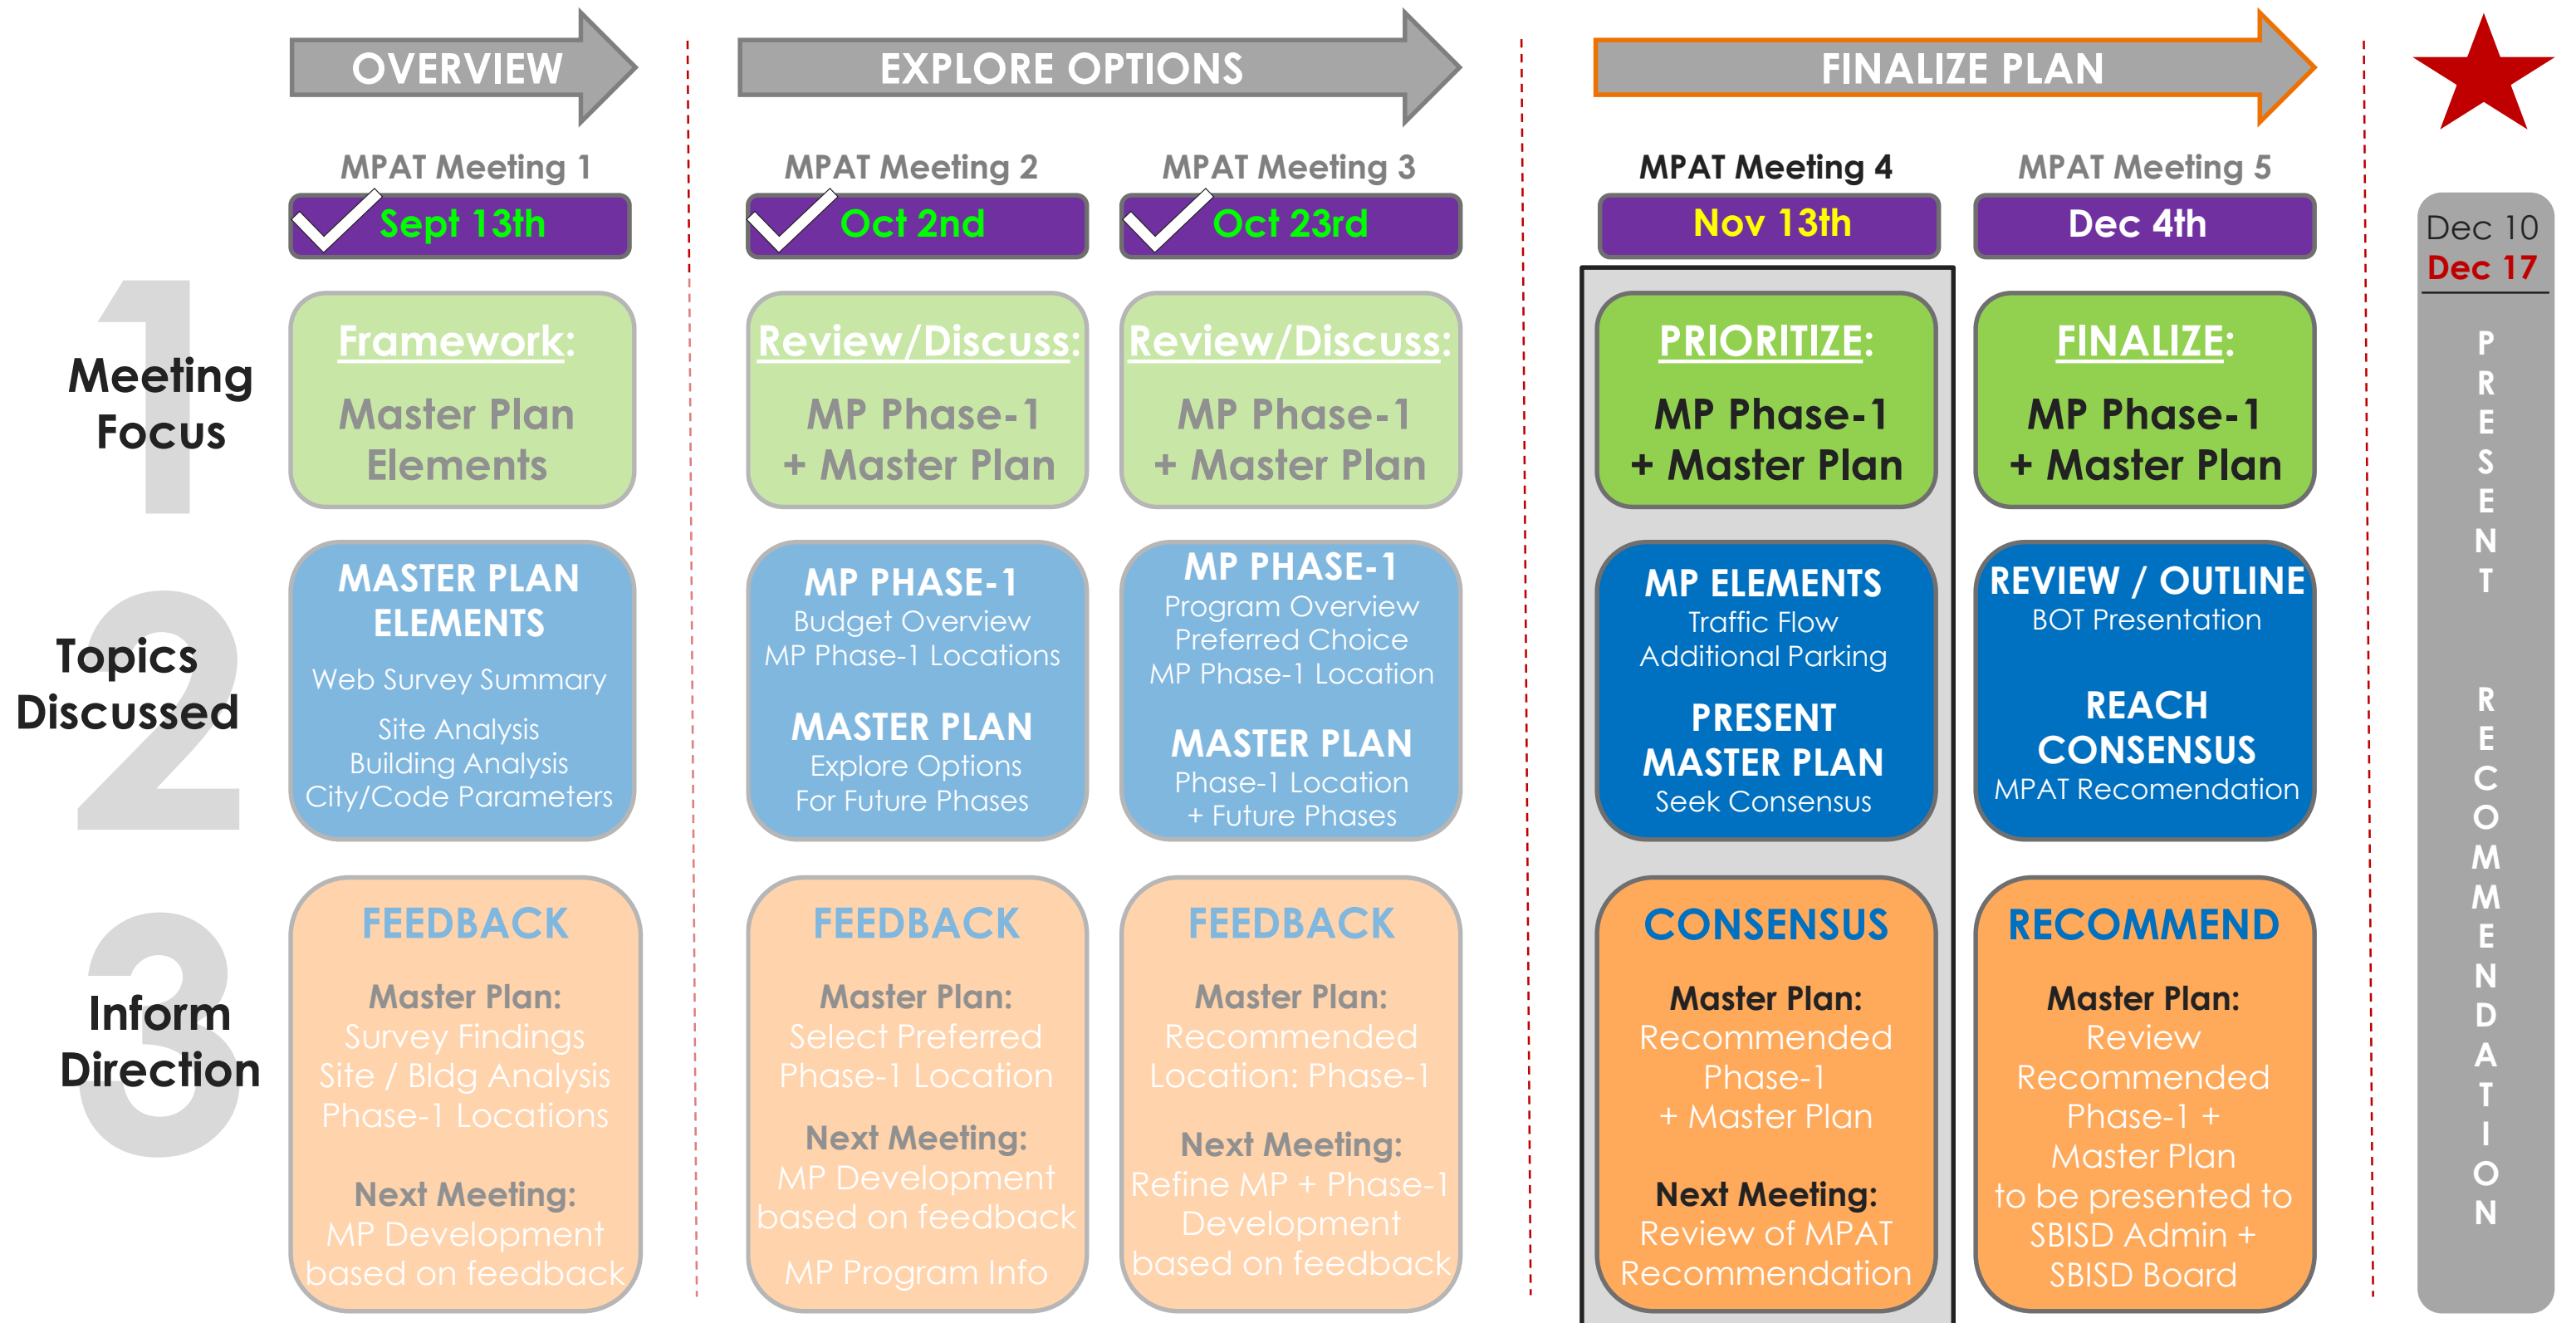 OVERVIEW
EXPLORE OPTIONS
FINALIZE PLAN
MPAT Meeting 1
MPAT Meeting 2
MPAT Meeting 3
MPAT Meeting 4
MPAT Meeting 5
Sept 13th
Oct 2nd
Oct 23rd
Nov 13th
Dec 4th
Dec 10
Dec 17
1
Meeting
Focus
Framework:
Master Plan
Elements
Review/Discuss:
MP Phase-1
+ Master Plan
Review/Discuss:
MP Phase-1
+ Master Plan
PRIORITIZE:
MP Phase-1
+ Master Plan
FINALIZE:
MP Phase-1
+ Master Plan
2
Topics
Discussed
MASTER PLAN
ELEMENTS
Web Survey Summary
Site Analysis
Building Analysis
City/Code Parameters
MP PHASE-1
Budget Overview
MP Phase-1 Locations
MASTER PLAN
Explore Options
For Future Phases
MP PHASE-1
Program Overview
Preferred Choice
MP Phase-1 Location
MASTER PLAN
Phase-1 Location
+ Future Phases
MP ELEMENTS
Traffic Flow
Additional Parking
PRESENT
MASTER PLAN
Seek Consensus
REVIEW / OUTLINE
BOT Presentation
REACH
CONSENSUS
MPAT Recomendation
3
Inform
Direction
FEEDBACK
Master Plan:
Survey Findings
Site / Bldg Analysis
Phase-1 Locations
Next Meeting:
MP Development
based on feedback
FEEDBACK
Master Plan:
Select Preferred
Phase-1 Location
Next Meeting:
MP Development
based on feedback
MP Program Info
FEEDBACK
Master Plan:
Recommended
Location: Phase-1
Next Meeting:
Refine MP + Phase-1
Development
based on feedback
CONSENSUS
Master Plan:
Recommended
Phase-1
+ Master Plan
Next Meeting:
Review of MPAT
Recommendation
RECOMMEND
Master Plan:
Review
Recommended
Phase-1 +
Master Plan
to be presented to
SBISD Admin +
SBISD Board
PRESENT RECOMMENDATION